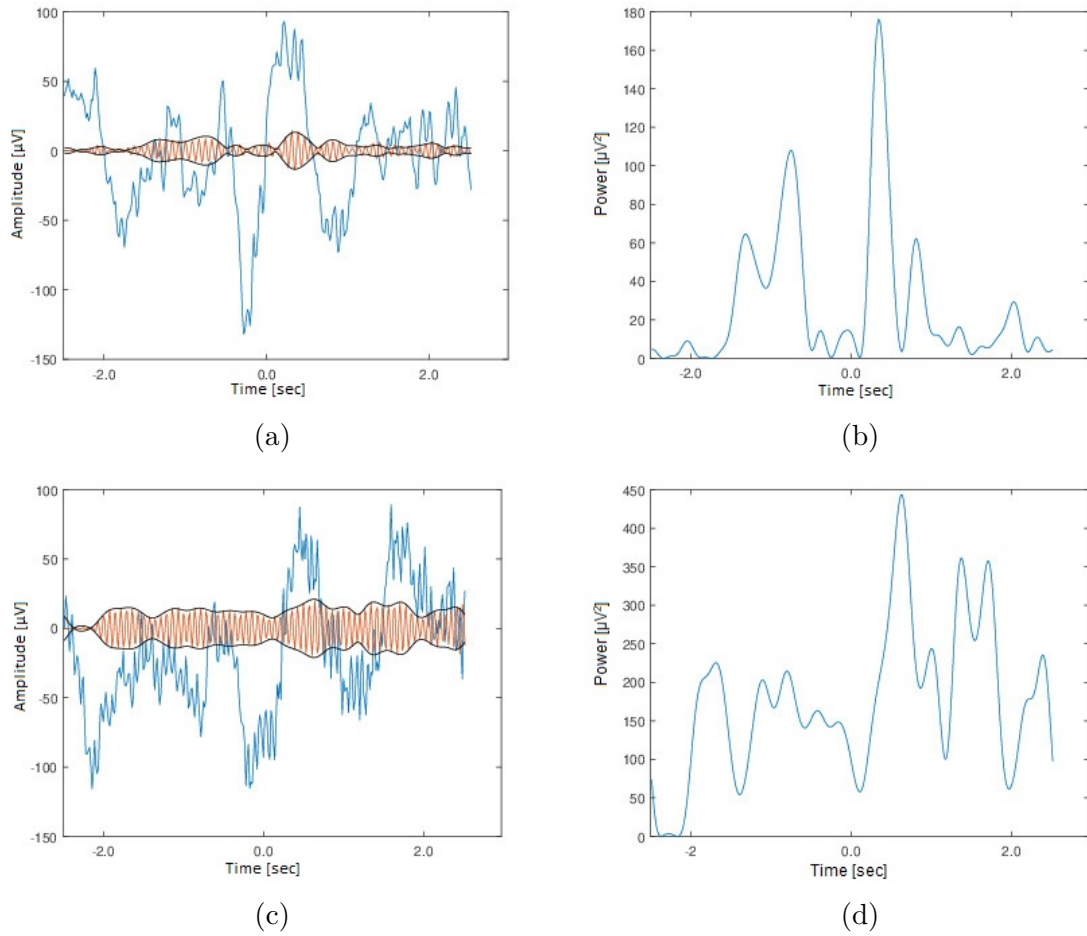 100
50
0
-50
-100
-150
Amplitude [µV]
-2.0 0.0 2.0
Time [sec]
(a)
180
160
140
120
100
80
60
40
20
0
Power [µV²]
-2.0 0.0 2.0
Time [sec]
(b)
100
50
0
-50
-100
-150
Amplitude [µV]
-2.0 0.0 2.0
Time [sec]
(c)
450
400
350
300
250
200
150
100
50
0
Power [µV²]
-2 0.0 2.0
Time [sec]
(d)